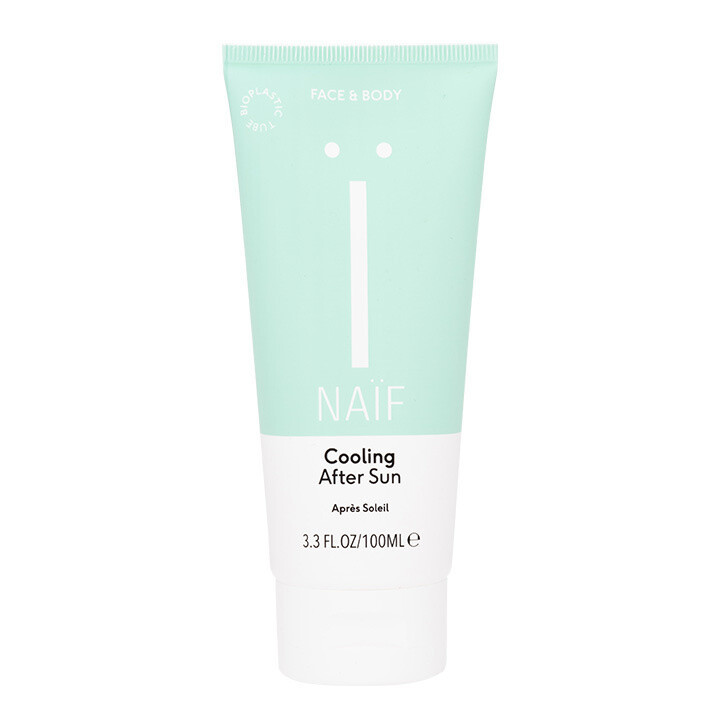 FACE & BODY
BIOPLASTIC TUBE
Ï
NAÏF
Cooling
After Sun
Après Soleil
3.3 FL.OZ/100ML ℮